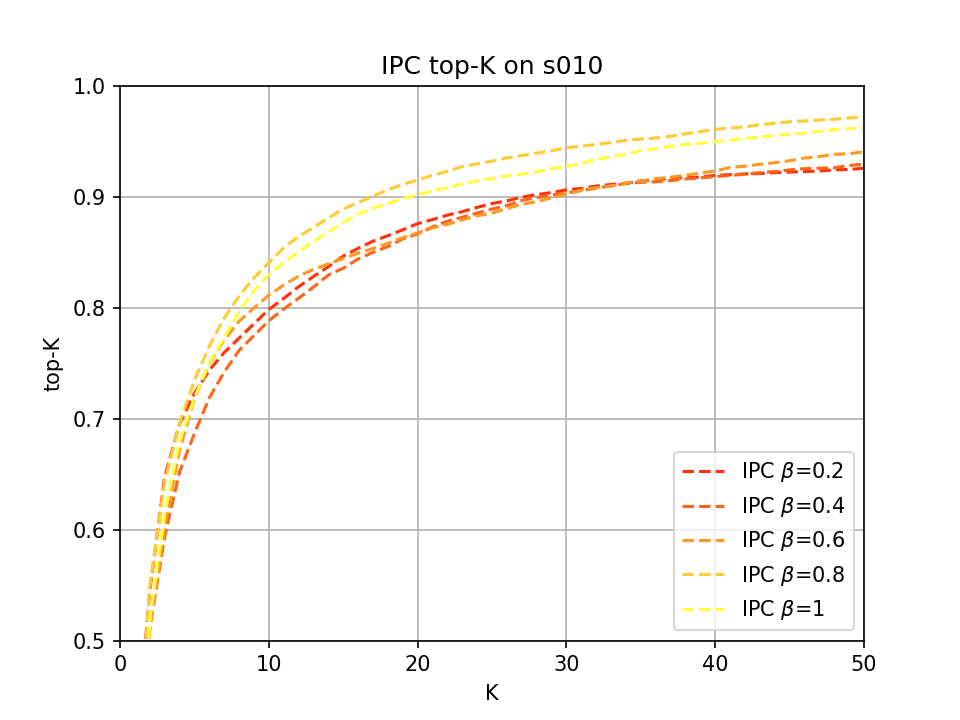 IPC top-K on s010
1.0
0.9
0.8
0.7
0.6
0.5
top-K
0 10 20 30 40 50
K
IPC β=0.2
IPC β=0.4
IPC β=0.6
IPC β=0.8
IPC β=1